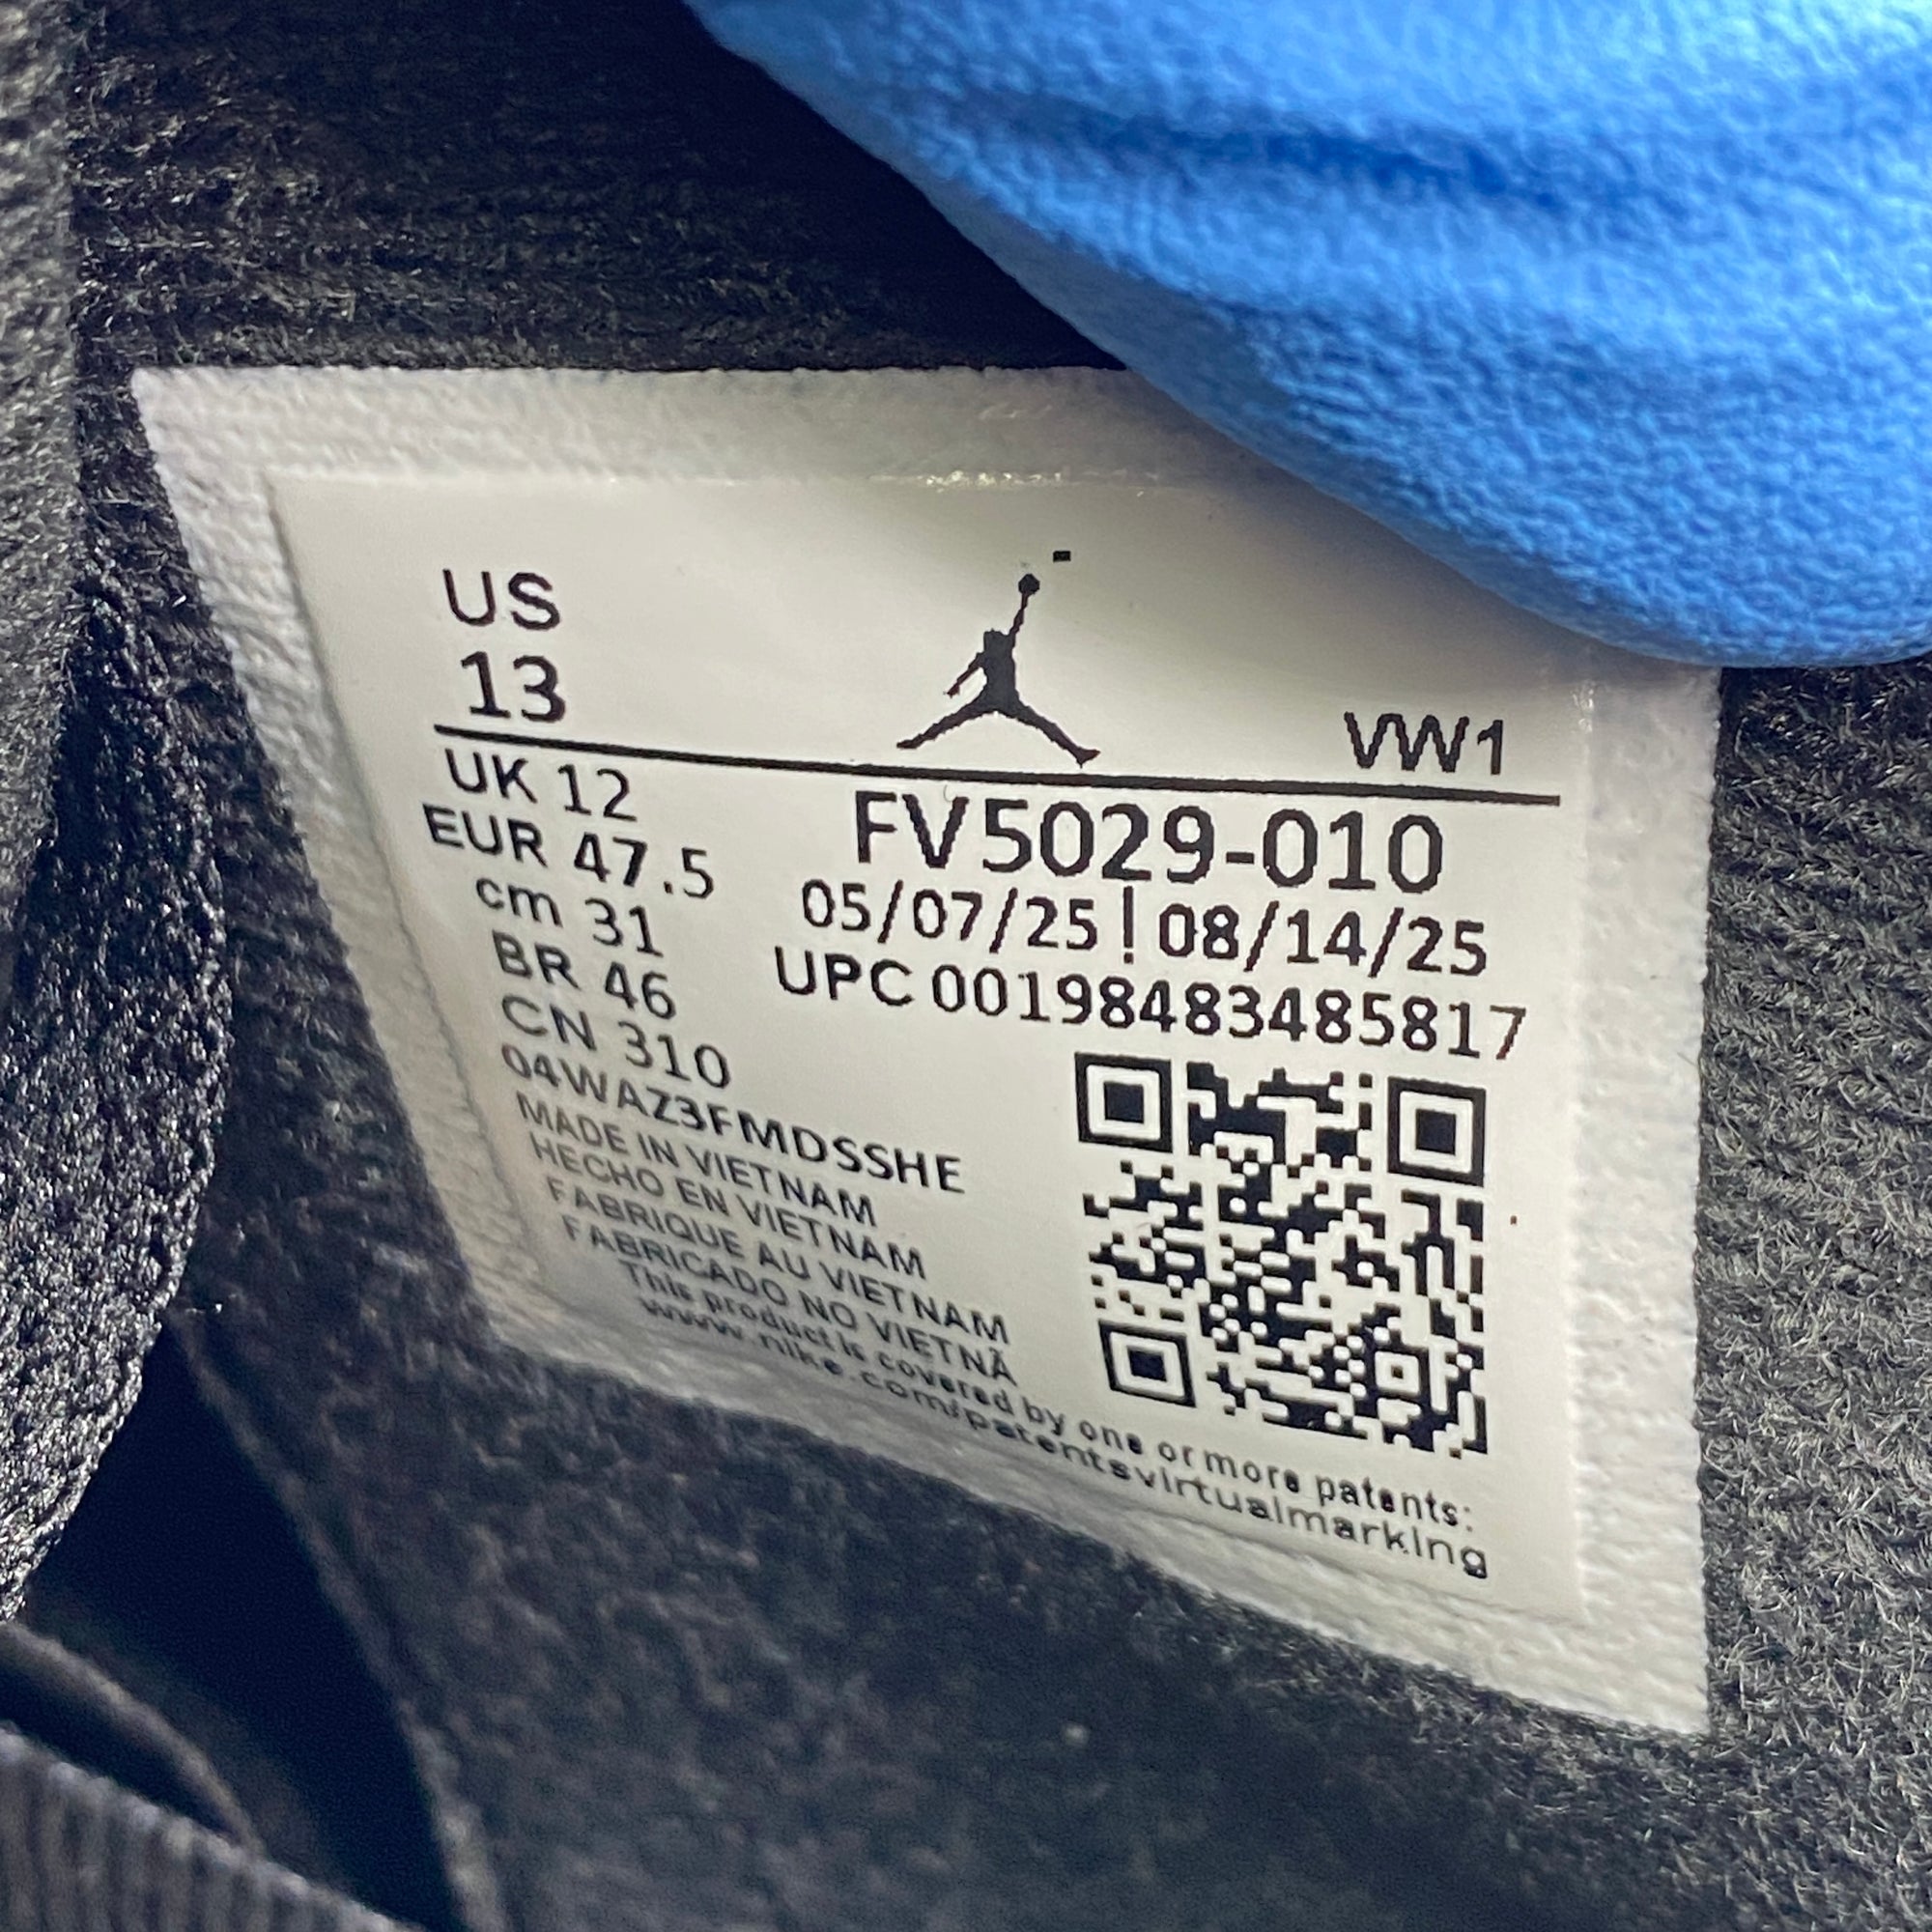 US
13
VW1
UK 12
EUR 47.5
cm 31
BR 46
CN 310
FV5029-010
05/07/25 | 08/14/25
UPC 00198483485817
04WAZ3FMDSSHE
MADE IN VIETNAM
HECHO EN VIETNAM
FABRIQUE AU VIETNAM
FABRICADO NO VIETNÃ
This product is covered by one or more patents:
www.nike.com/patentsvirtualmarking